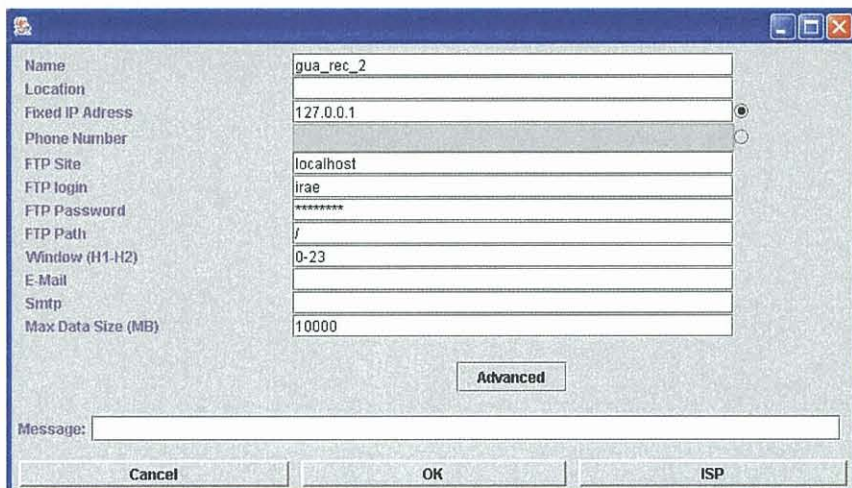 Name gua_rec_2
Location
Fixed IP Adress 127.0.0.1
Phone Number
FTP Site localhost
FTP login irae
FTP Password ********
FTP Path /
Window (H1-H2) 0-23
E-Mail
Smtp
Max Data Size (MB) 10000
Advanced
Message:
Cancel OK ISP